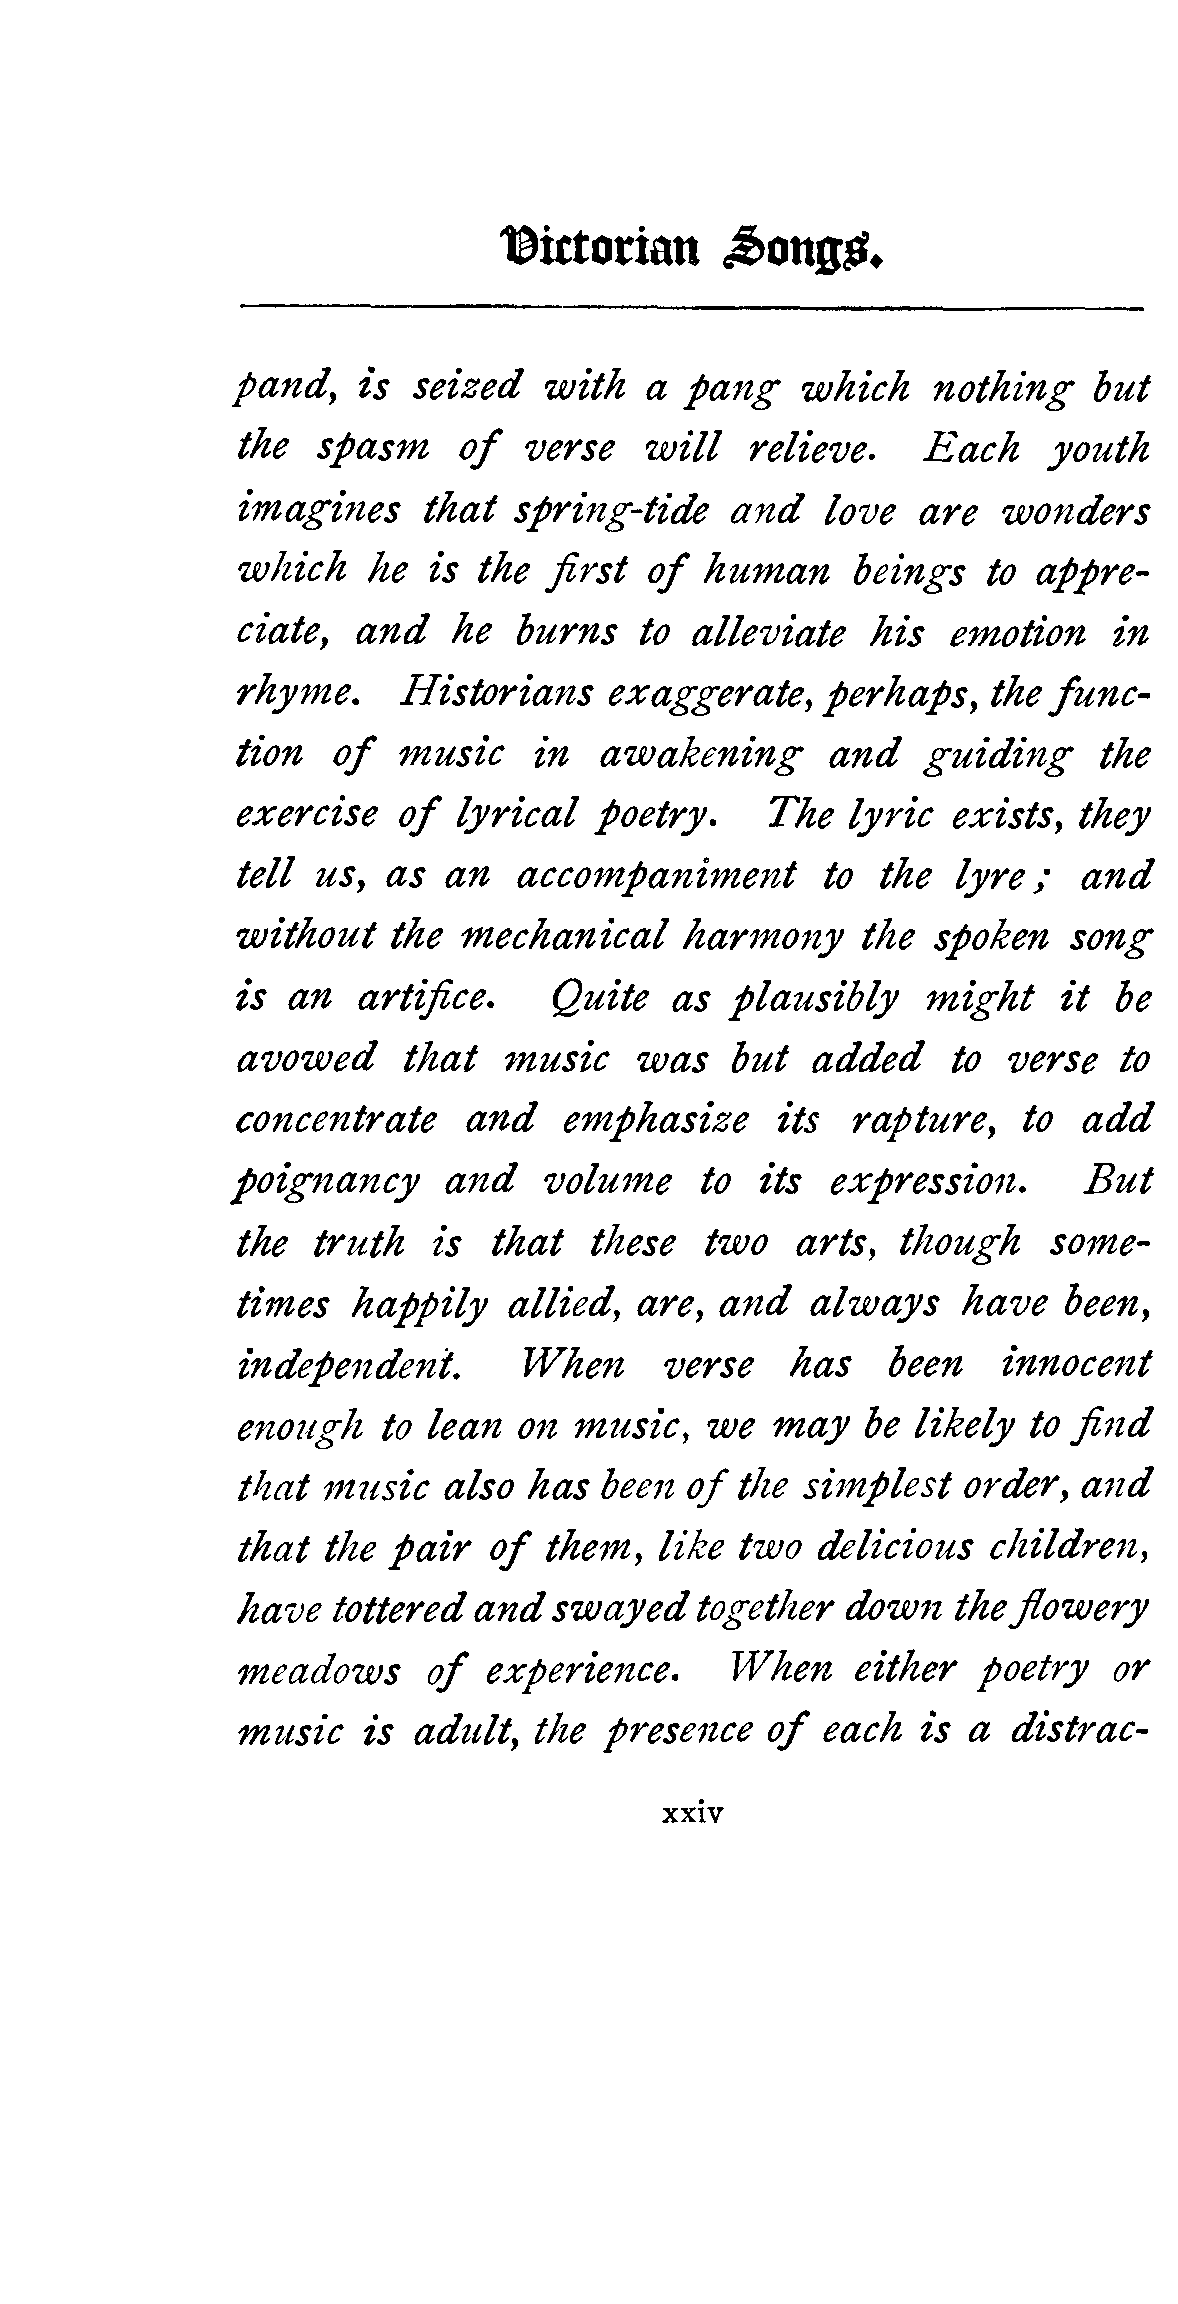 Victorian Songs.
pand, is seized with a pang which nothing but
the spasm of verse will relieve. Each youth
imagines that spring-tide and love are wonders
which he is the first of human beings to appre-
ciate, and he burns to alleviate his emotion in
rhyme. Historians exaggerate, perhaps, the func-
tion of music in awakening and guiding the
exercise of lyrical poetry. The lyric exists, they
tell us, as an accompaniment to the lyre; and
without the mechanical harmony the spoken song
is an artifice. Quite as plausibly might it be
avowed that music was but added to verse to
concentrate and emphasize its rapture, to add
poignancy and volume to its expression. But
the truth is that these two arts, though some-
times happily allied, are, and always have been,
independent. When verse has been innocent
enough to lean on music, we may be likely to find
that music also has been of the simplest order, and
that the pair of them, like two delicious children,
have tottered and swayed together down the flowery
meadows of experience. When either poetry or
music is adult, the presence of each is a distrac-
xxiv